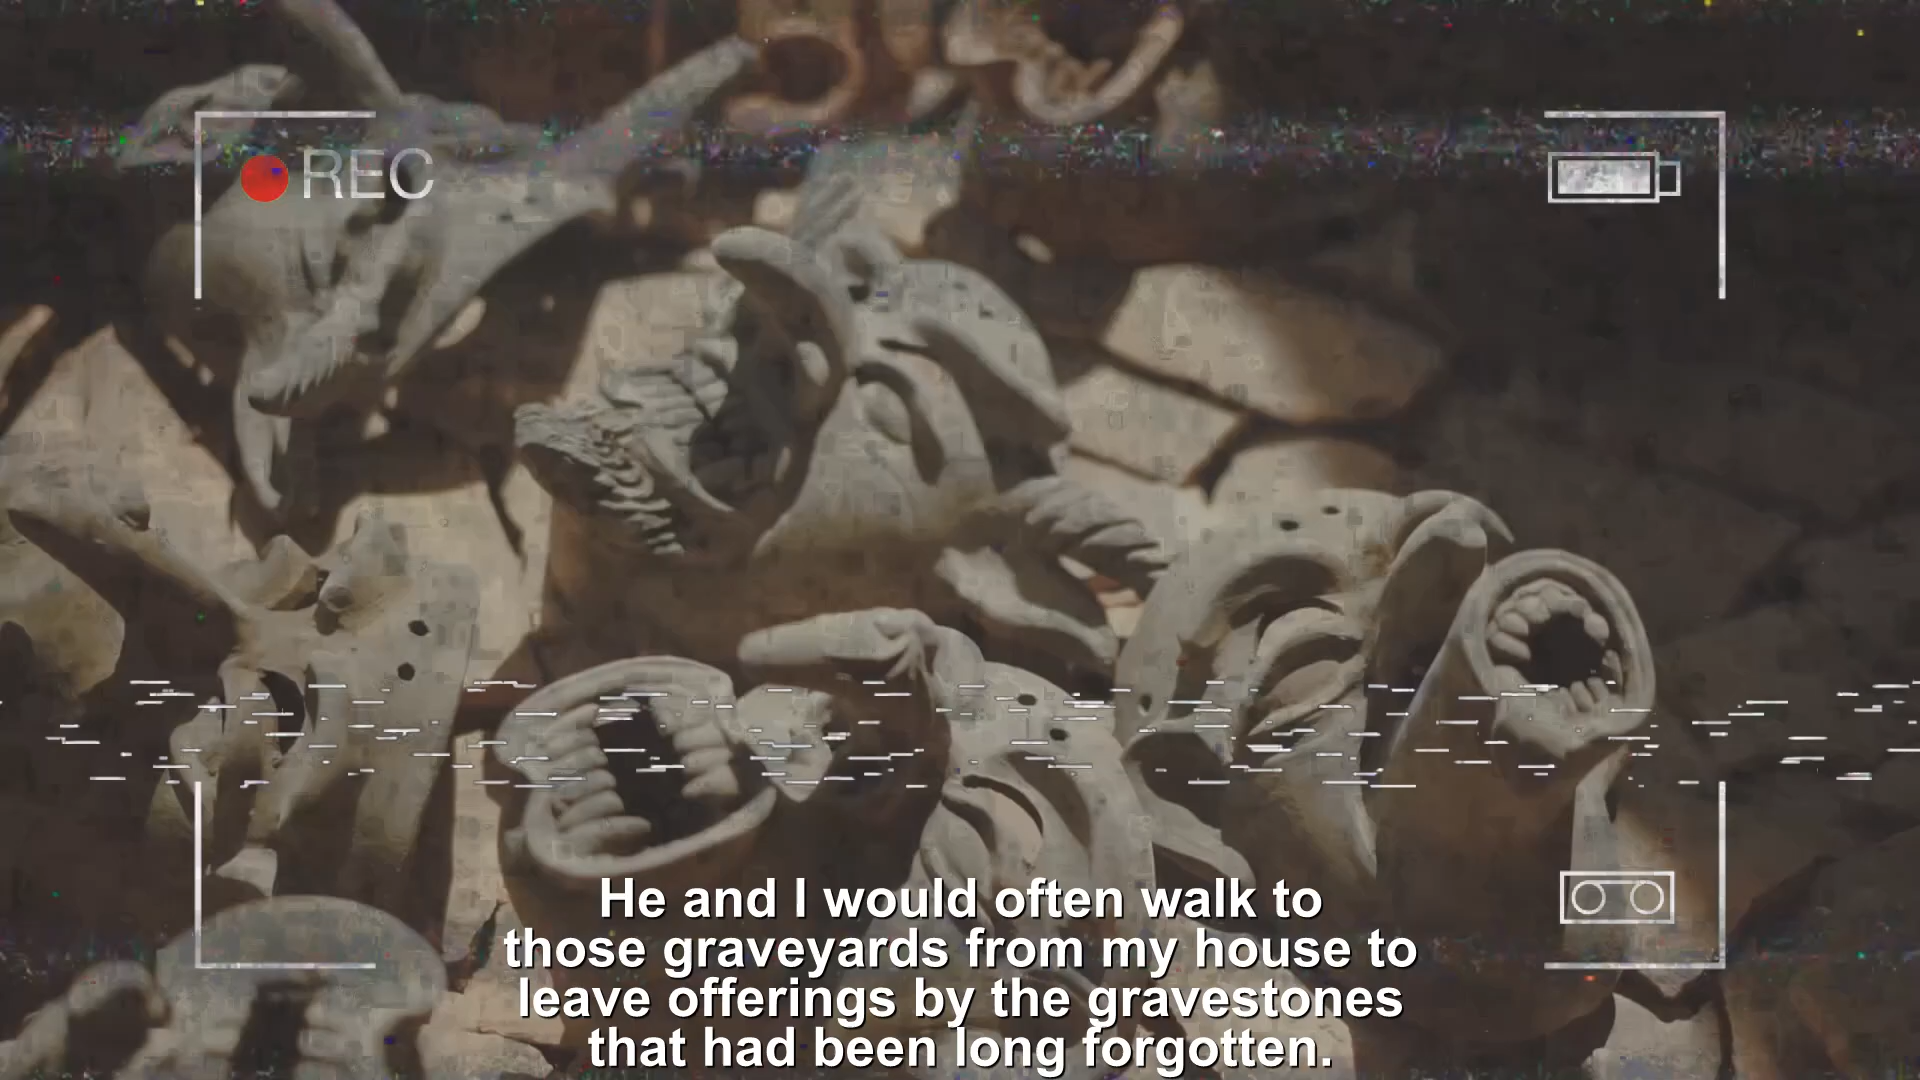 REC
He and I would often walk to
those graveyards from my house to
leave offerings by the gravestones
that had been long forgotten.